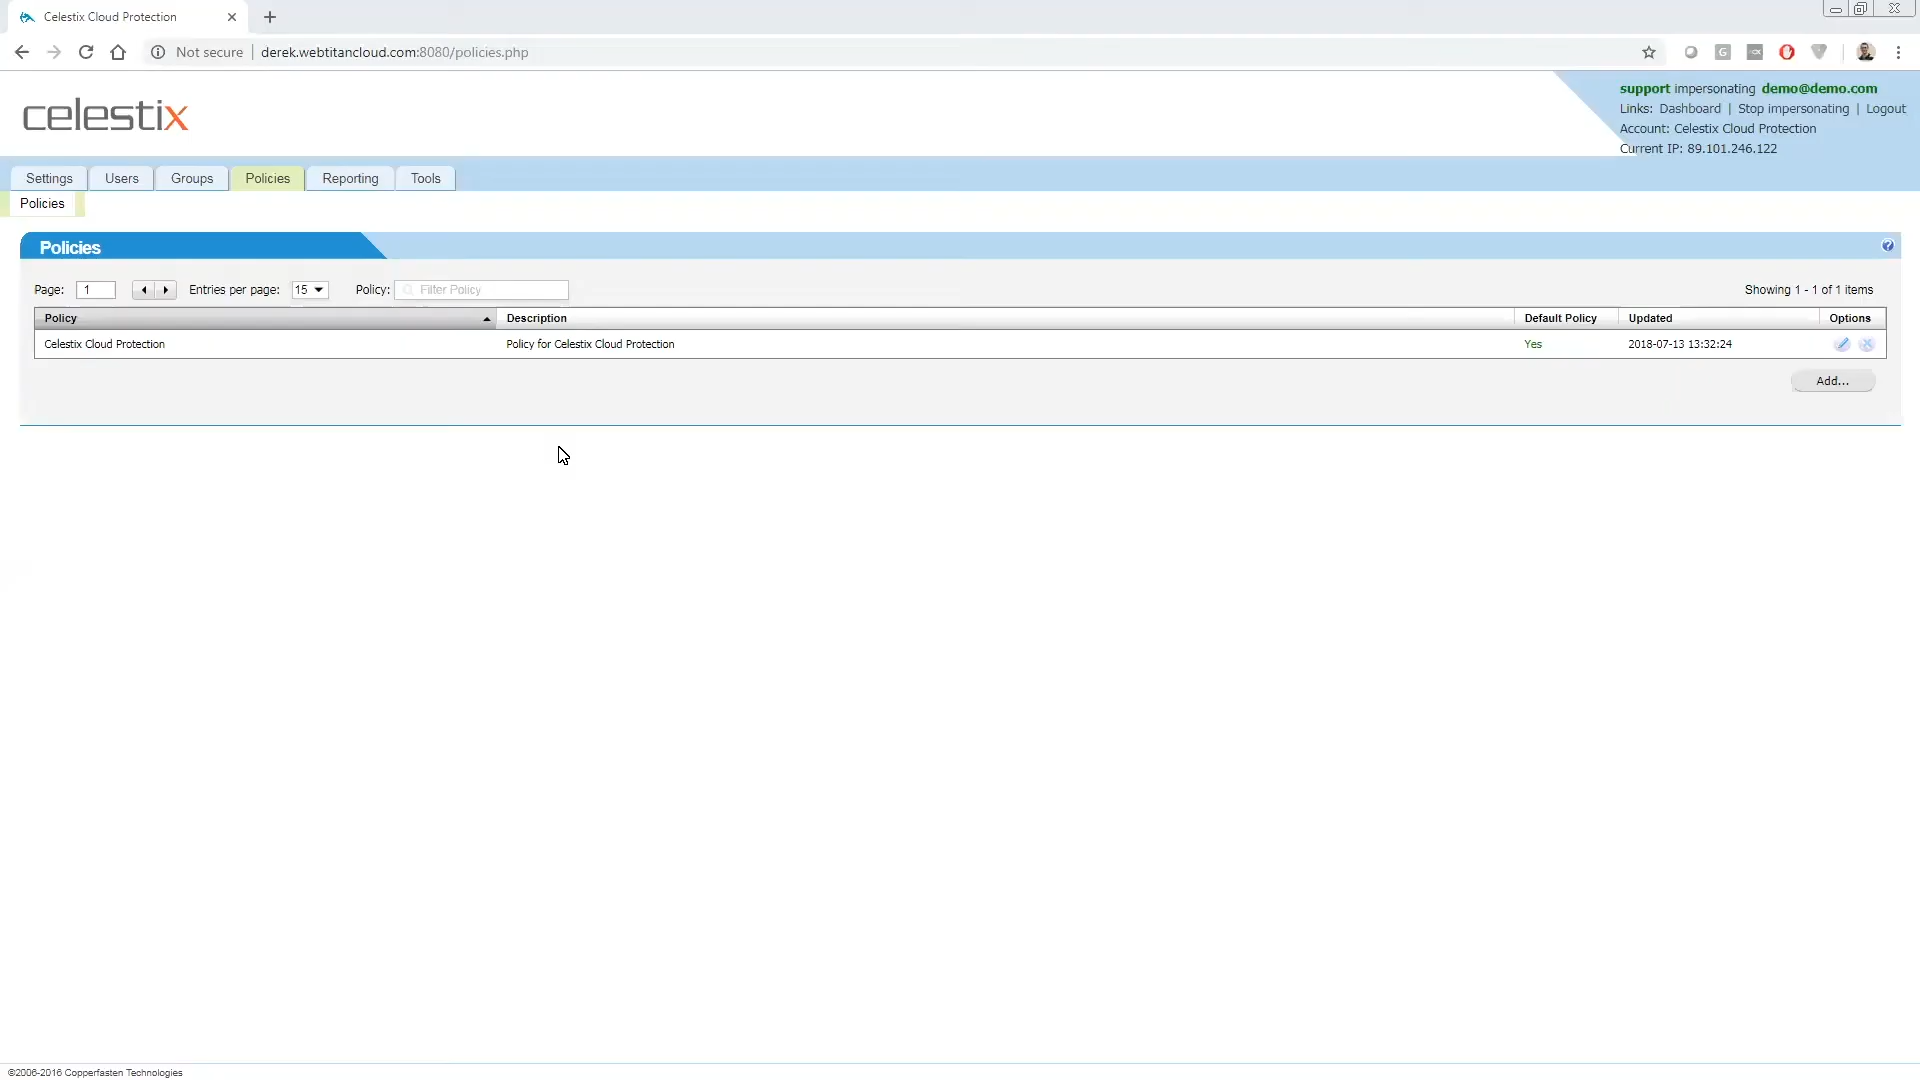 Celestix Cloud Protection
Not secure | derek.webtitancloud.com:8080/policies.php
celestix
support impersonating demo@demo.com
Links: Dashboard | Stop impersonating | Logout
Account: Celestix Cloud Protection
Current IP: 89.101.246.122
Settings Users Groups Policies Reporting Tools
Policies
Policies
Page: 1 Entries per page: 15 Policy: Filter Policy Showing 1 - 1 of 1 items
Policy Description Default Policy Updated Options
Celestix Cloud Protection Policy for Celestix Cloud Protection Yes 2018-07-13 13:32:24
Add...
©2006-2016 Copperfasten Technologies